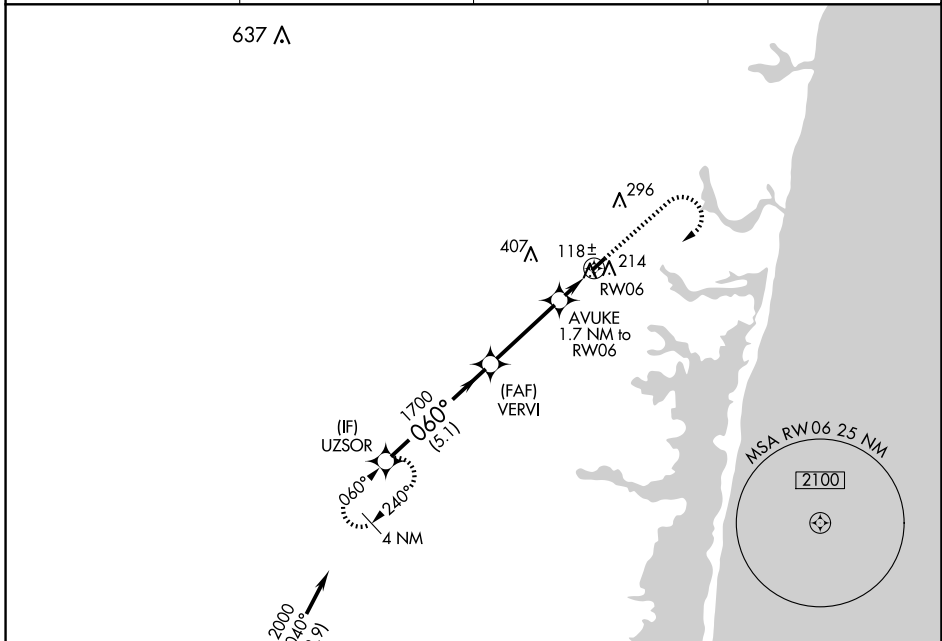 637
296
407
118±
214
RW06
AVUKE
1.7 NM to
RW06
(FAF)
VERVI
1700
060°
(5.1)
(IF)
UZSOR
060°
240°
4 NM
MSA RW06 25 NM
2100
2000
040°